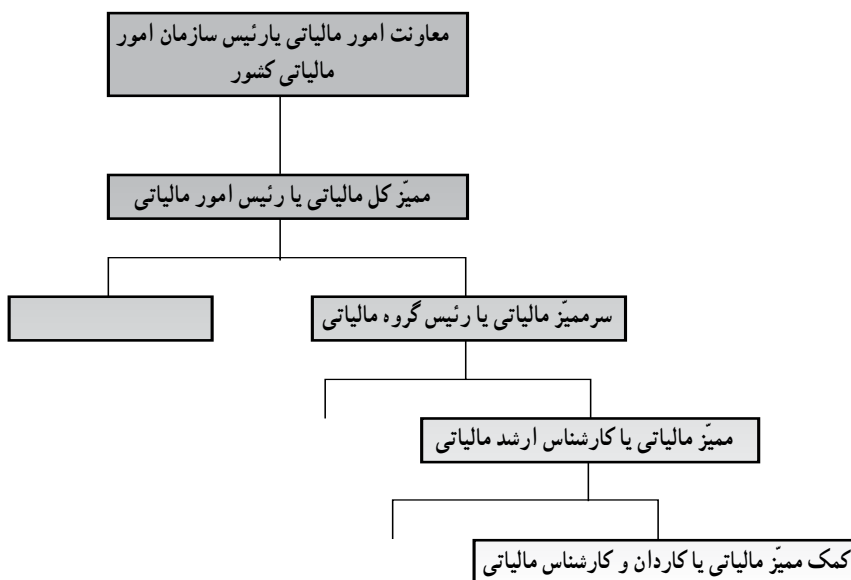 معاونت امور مالیاتی یارئیس سازمان امور
مالیاتی کشور
ممیّز کل مالیاتی یا رئیس امور مالیاتی
سرممیّز مالیاتی یا رئیس گروه مالیاتی
ممیّز مالیاتی یا کارشناس ارشد مالیاتی
کمک ممیّز مالیاتی یا کاردان و کارشناس مالیاتی